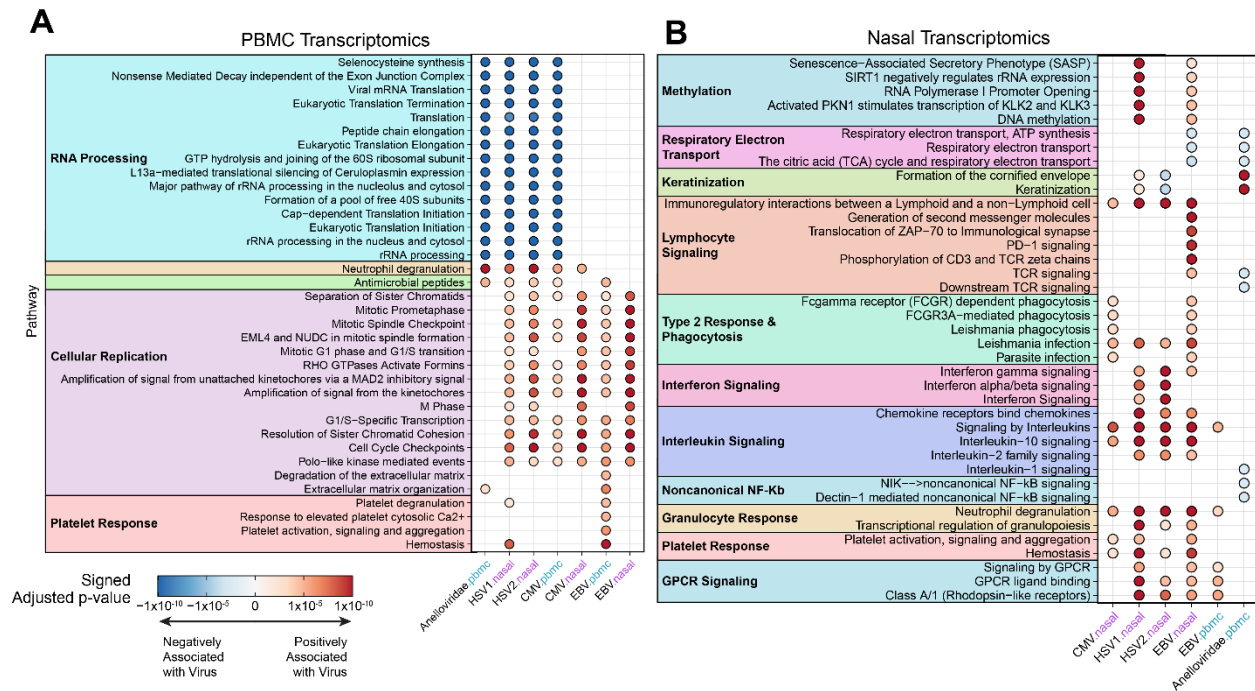 A
PBMC Transcriptomics
Pathway
RNA Processing
Selenocysteine synthesis
Nonsense Mediated Decay independent of the Exon Junction Complex
Viral mRNA Translation
Eukaryotic Translation Termination
Translation
Peptide chain elongation
Eukaryotic Translation Elongation
GTP hydrolysis and joining of the 60S ribosomal subunit
L13a-mediated translational silencing of Ceruloplasmin expression
Major pathway of rRNA processing in the nucleolus and cytosol
Formation of a pool of free 40S subunits
Cap-dependent Translation Initiation
Eukaryotic Translation Initiation
rRNA processing in the nucleus and cytosol
rRNA processing
Neutrophil degranulation
Antimicrobial peptides
Cellular Replication
Separation of Sister Chromatids
Mitotic Prometaphase
Mitotic Spindle Checkpoint
EML4 and NUDC in mitotic spindle formation
Mitotic G1 phase and G1/S transition
RHO GTPases Activate Formins
Amplification of signal from unattached kinetochores via a MAD2 inhibitory signal
Amplification of signal from the kinetochores
M Phase
G1/S-Specific Transcription
Resolution of Sister Chromatid Cohesion
Cell Cycle Checkpoints
Polo-like kinase mediated events
Degradation of the extracellular matrix
Extracellular matrix organization
Platelet Response
Platelet degranulation
Response to elevated platelet cytosolic Ca2+
Platelet activation, signaling and aggregation
Hemostasis
Anelloviridae.pbmc
HSV1.nasal
HSV2.nasal
CMV.pbmc
CMV.nasal
EBV.pbmc
EBV.nasal
Signed
Adjusted p-value
−1x10-10 −1x10-5 0 1x10-5 1x10-10
Negatively
Associated
with Virus
Positively
Associated
with Virus
B
Nasal Transcriptomics
Methylation
Senescence-Associated Secretory Phenotype (SASP)
SIRT1 negatively regulates rRNA expression
RNA Polymerase I Promoter Opening
Activated PKN1 stimulates transcription of KLK2 and KLK3
DNA methylation
Respiratory Electron
Transport
Respiratory electron transport, ATP synthesis
Respiratory electron transport
The citric acid (TCA) cycle and respiratory electron transport
Keratinization
Formation of the cornified envelope
Keratinization
Lymphocyte
Signaling
Immunoregulatory interactions between a Lymphoid and a non-Lymphoid cell
Generation of second messenger molecules
Translocation of ZAP-70 to Immunological synapse
PD-1 signaling
Phosphorylation of CD3 and TCR zeta chains
TCR signaling
Downstream TCR signaling
Type 2 Response &
Phagocytosis
Fcgamma receptor (FCGR) dependent phagocytosis
FCGR3A-mediated phagocytosis
Leishmania phagocytosis
Leishmania infection
Parasite infection
Interferon Signaling
Interferon gamma signaling
Interferon alpha/beta signaling
Interferon Signaling
Interleukin Signaling
Chemokine receptors bind chemokines
Signaling by Interleukins
Interleukin-10 signaling
Interleukin-2 family signaling
Interleukin-1 signaling
Noncanonical NF-Kb
NIK-->noncanonical NF-kB signaling
Dectin-1 mediated noncanonical NF-kB signaling
Granulocyte Response
Neutrophil degranulation
Transcriptional regulation of granulopoiesis
Platelet Response
Platelet activation, signaling and aggregation
Hemostasis
GPCR Signaling
Signaling by GPCR
GPCR ligand binding
Class A/1 (Rhodopsin-like receptors)
CMV.nasal
HSV1.nasal
HSV2.nasal
EBV.nasal
EBV.pbmc
Anelloviridae.pbmc